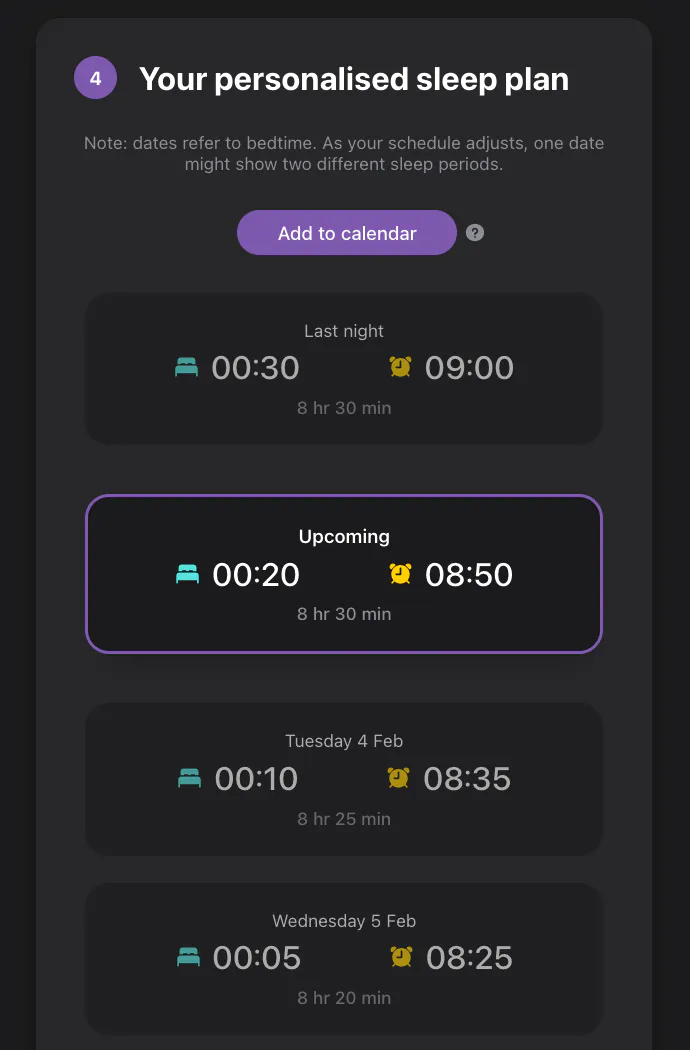 4
Your personalised sleep plan
Note: dates refer to bedtime. As your schedule adjusts, one date
might show two different sleep periods.
Add to calendar
?
Last night
00:30 09:00
8 hr 30 min
Upcoming
00:20 08:50
8 hr 30 min
Tuesday 4 Feb
00:10 08:35
8 hr 25 min
Wednesday 5 Feb
00:05 08:25
8 hr 20 min